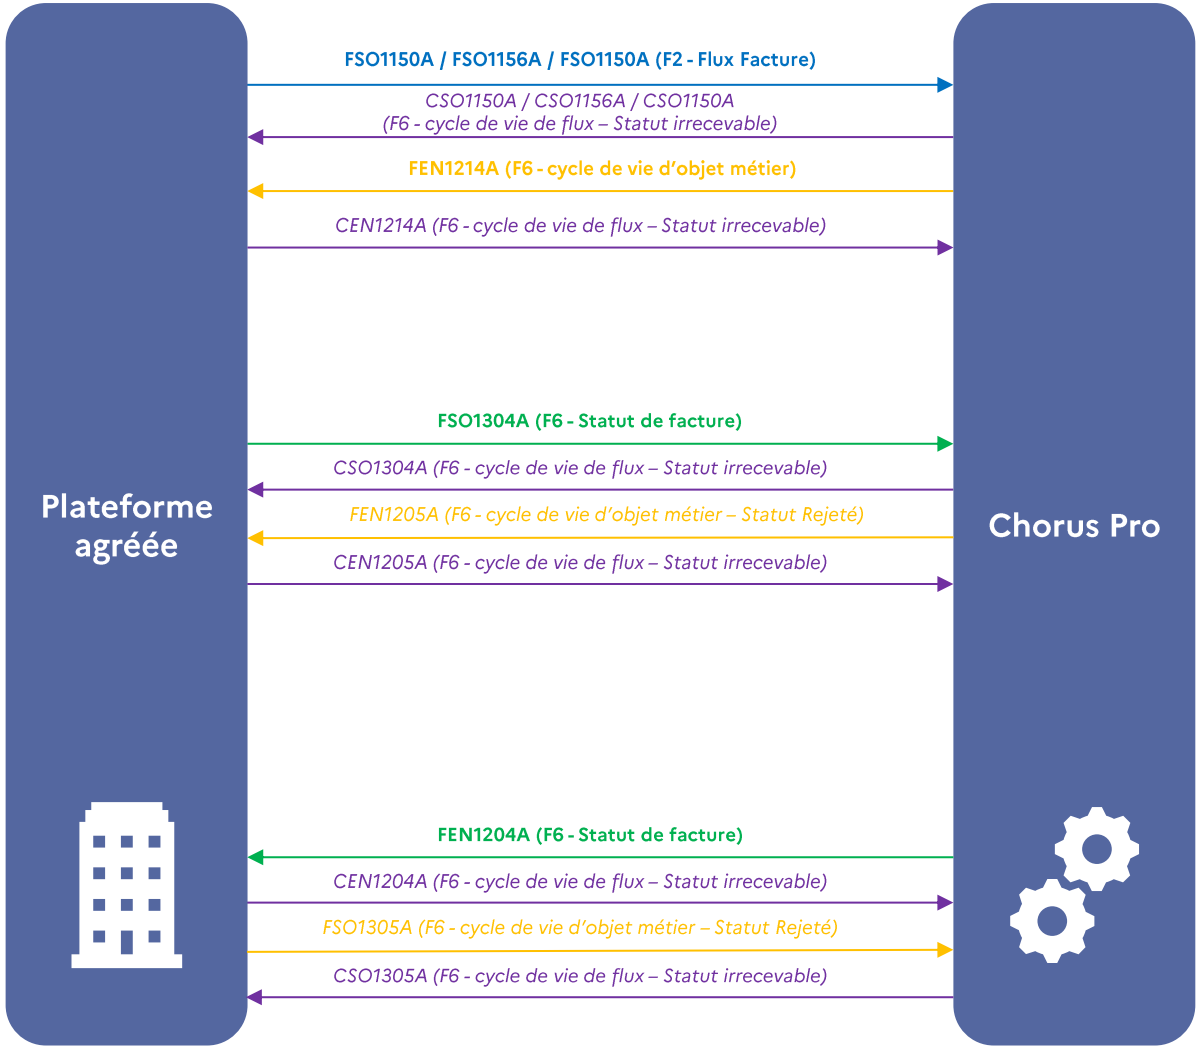 FSO1150A / FSO1156A / FSO1150A (F2 - Flux Facture)
CSO1150A / CSO1156A / CSO1150A
(F6 - cycle de vie de flux – Statut irrecevable)
FEN1214A (F6 - cycle de vie d’objet métier)
CEN1214A (F6 - cycle de vie de flux – Statut irrecevable)
FSO1304A (F6 - Statut de facture)
CSO1304A (F6 - cycle de vie de flux – Statut irrecevable)
FEN1205A (F6 - cycle de vie d’objet métier – Statut Rejeté)
CEN1205A (F6 - cycle de vie de flux – Statut irrecevable)
Plateforme
agréée
Chorus Pro
FEN1204A (F6 - Statut de facture)
CEN1204A (F6 - cycle de vie de flux – Statut irrecevable)
FSO1305A (F6 - cycle de vie d’objet métier – Statut Rejeté)
CSO1305A (F6 - cycle de vie de flux – Statut irrecevable)